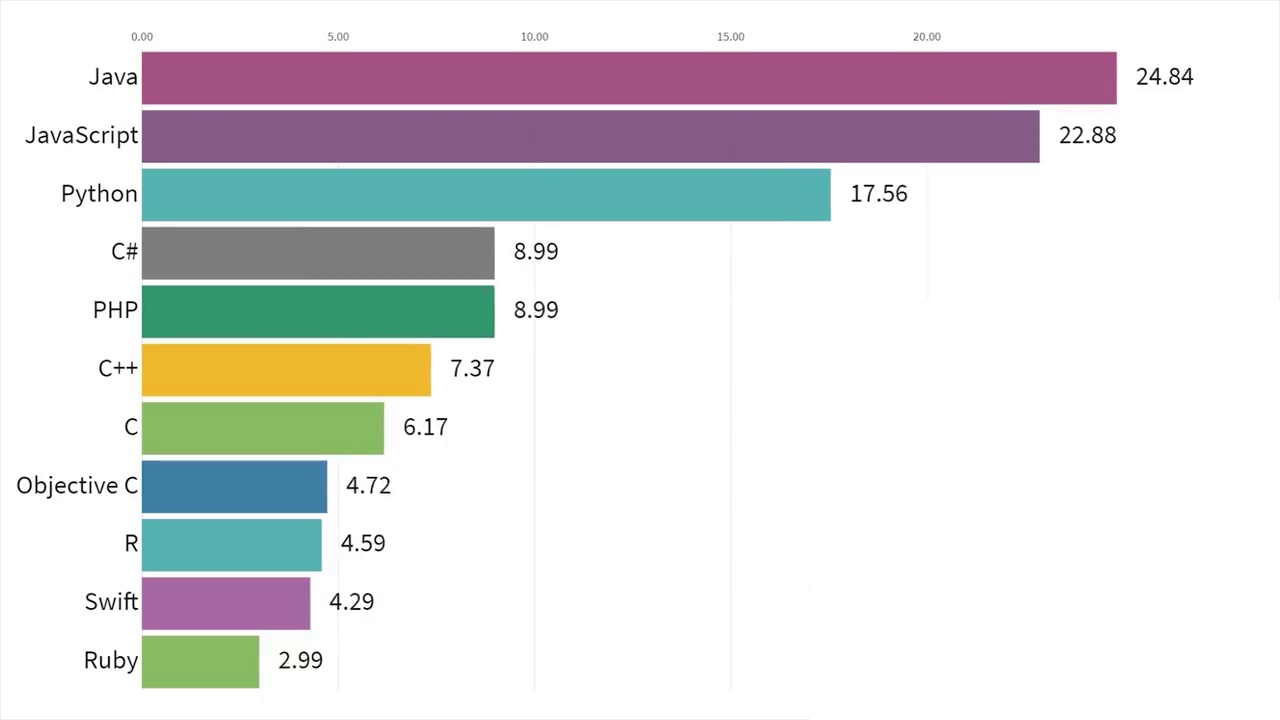 0.00 5.00 10.00 15.00 20.00
Java 24.84
JavaScript 22.88
Python 17.56
C# 8.99
PHP 8.99
C++ 7.37
C 6.17
Objective C 4.72
R 4.59
Swift 4.29
Ruby 2.99